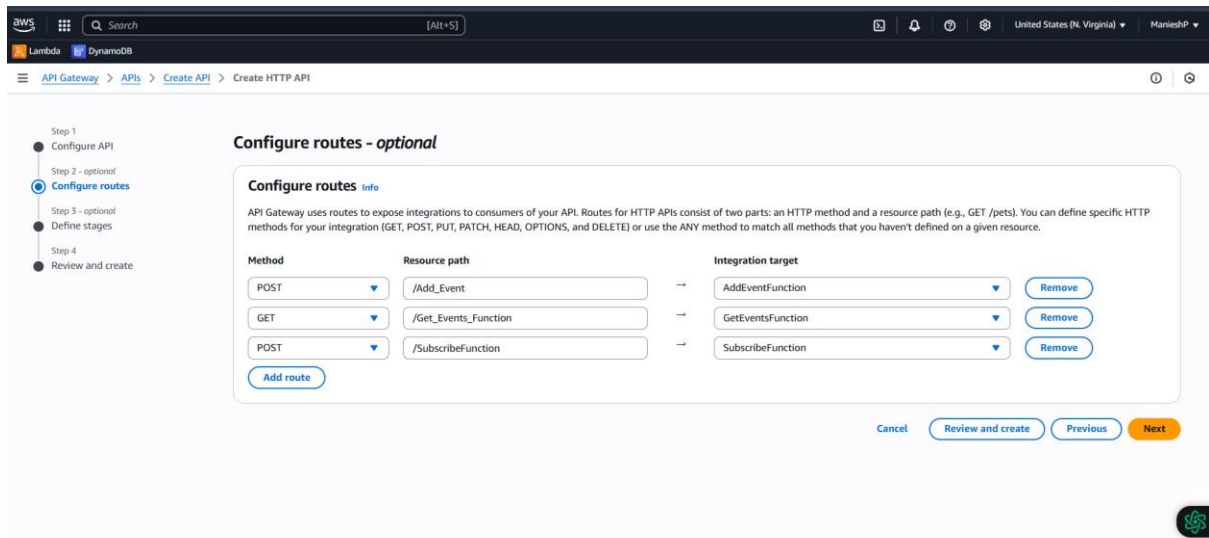 aws
Search [Alt+S] United States (N. Virginia) ManieshP
Lambda DynamoDB
API Gateway > APIs > Create API > Create HTTP API
Step 1
Configure API
Step 2 - optional
Configure routes
Step 3 - optional
Define stages
Step 4
Review and create
Configure routes - optional
Configure routes Info
API Gateway uses routes to expose integrations to consumers of your API. Routes for HTTP APIs consist of two parts: an HTTP method and a resource path (e.g., GET /pets). You can define specific HTTP
methods for your integration (GET, POST, PUT, PATCH, HEAD, OPTIONS, and DELETE) or use the ANY method to match all methods that you haven't defined on a given resource.
Method Resource path Integration target
POST /Add_Event → AddEventFunction Remove
GET /Get_Events_Function → GetEventsFunction Remove
POST /SubscribeFunction → SubscribeFunction Remove
Add route
Cancel Review and create Previous Next